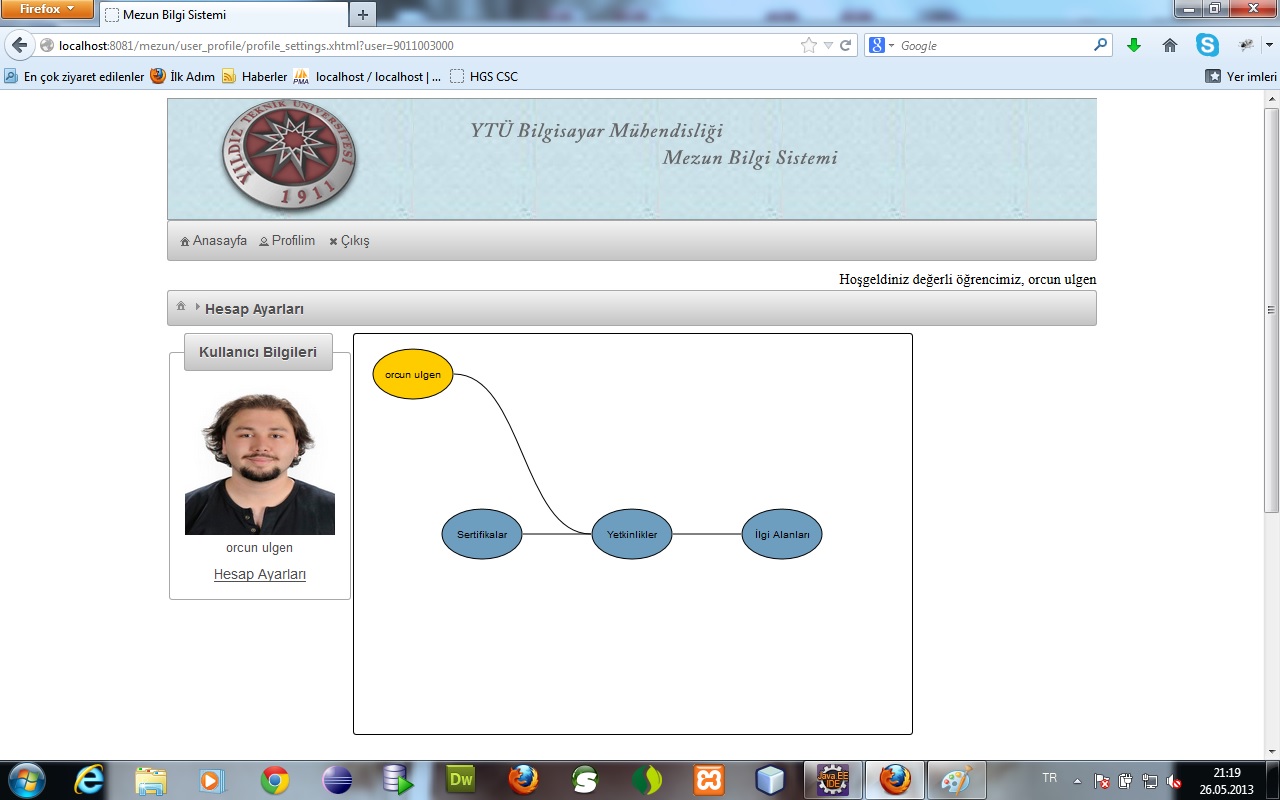 Firefox
Mezun Bilgi Sistemi
localhost:8081/mezun/user_profile/profile_settings.xhtml?user=9011003000
Google
En çok ziyaret edilenler
İlk Adım
Haberler
PMA
localhost / localhost | ...
HGS CSC
Yer imleri
YILDIZ TEKNİK ÜNİVERSİTESİ
1911
YTÜ Bilgisayar Mühendisliği
Mezun Bilgi Sistemi
Anasayfa
Profilim
Çıkış
Hoşgeldiniz değerli öğrencimiz, orcun ulgen
Hesap Ayarları
Kullanıcı Bilgileri
orcun ulgen
Hesap Ayarları
orcun ulgen
Sertifikalar
Yetkinlikler
İlgi Alanları
Dw
Java EE
IDE
TR
21:19
26.05.2013